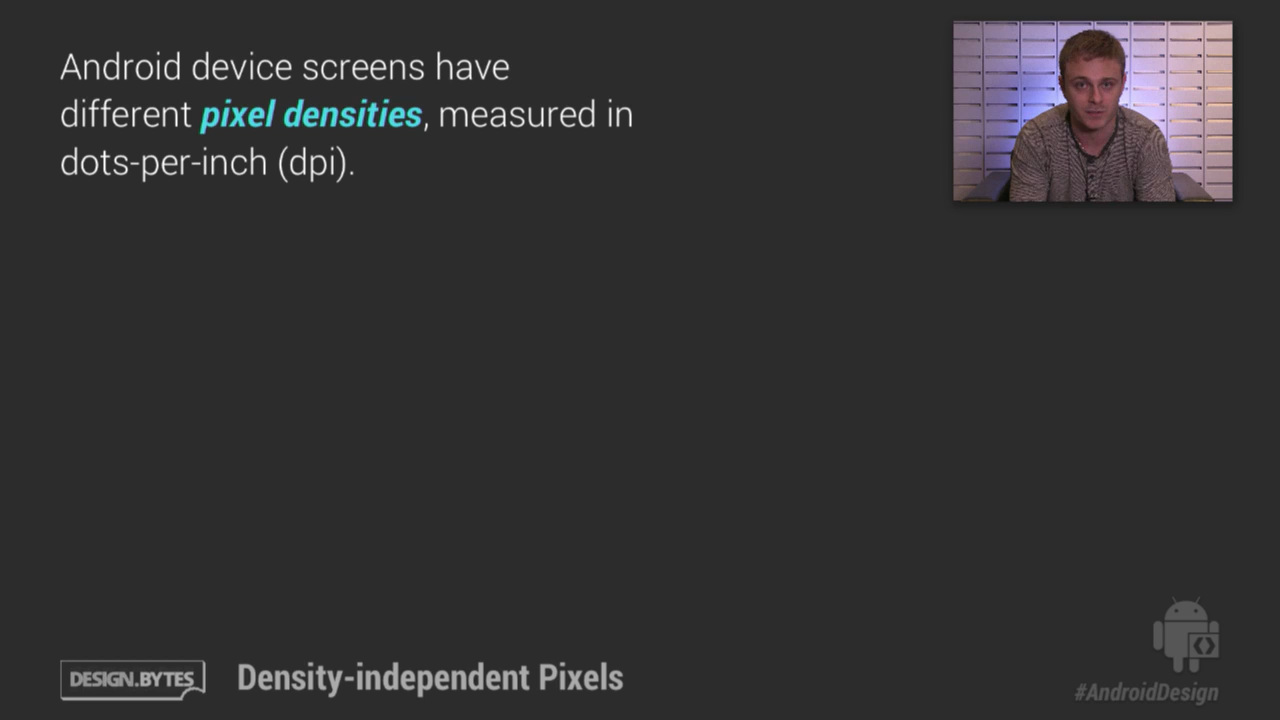 Android device screens have
different pixel densities, measured in
dots-per-inch (dpi).
DESIGN.BYTES
Density-independent Pixels
#AndroidDesign